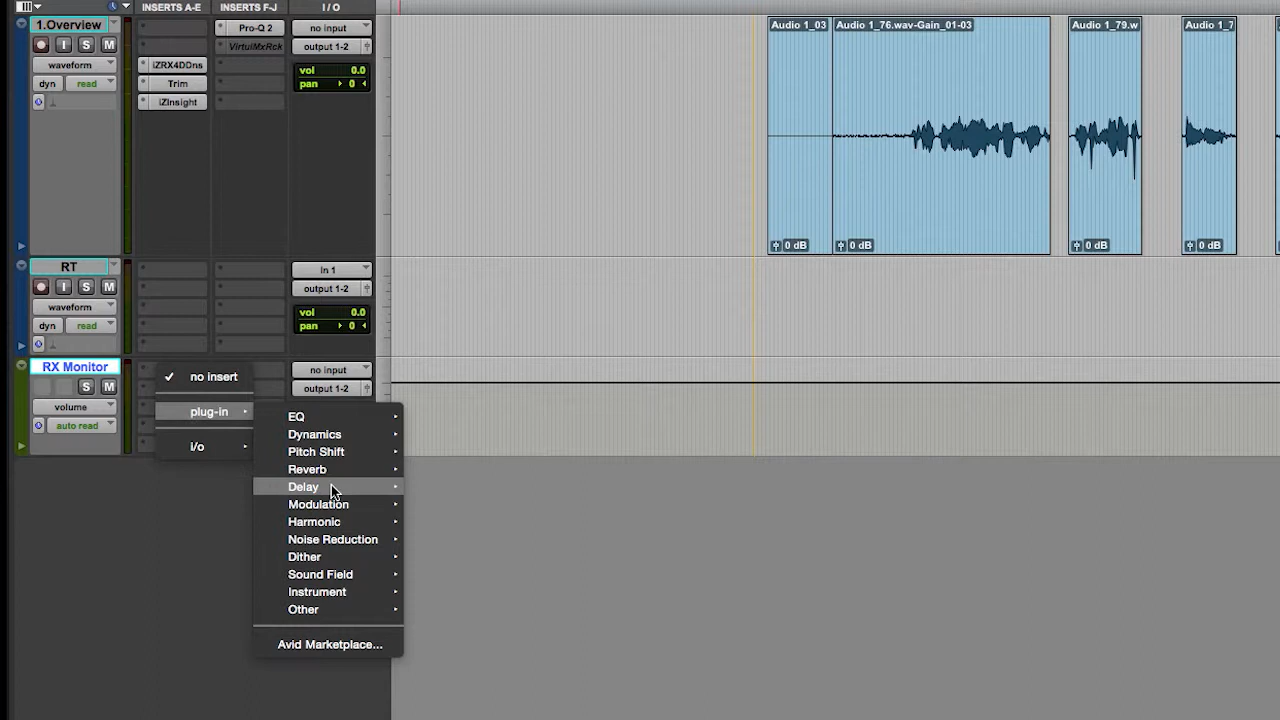 INSERTS A-E INSERTS F-J I / O
1.Overview Pro-Q 2 no input
I S M VirtulMxRck output 1-2
waveform iZRX4DDns vol 0.0
dyn read Trim pan 0
iZInsight
RT In 1
I S M output 1-2
waveform vol 0.0
dyn read pan 0
RX Monitor no input
S M output 1-2
volume
auto read
no insert
plug-in
i/o
EQ
Dynamics
Pitch Shift
Reverb
Delay
Modulation
Harmonic
Noise Reduction
Dither
Sound Field
Instrument
Other
Avid Marketplace...
Audio 1_03 Audio 1_76.wav-Gain_01-03 Audio 1_79.w Audio 1_7
0 dB 0 dB 0 dB 0 dB